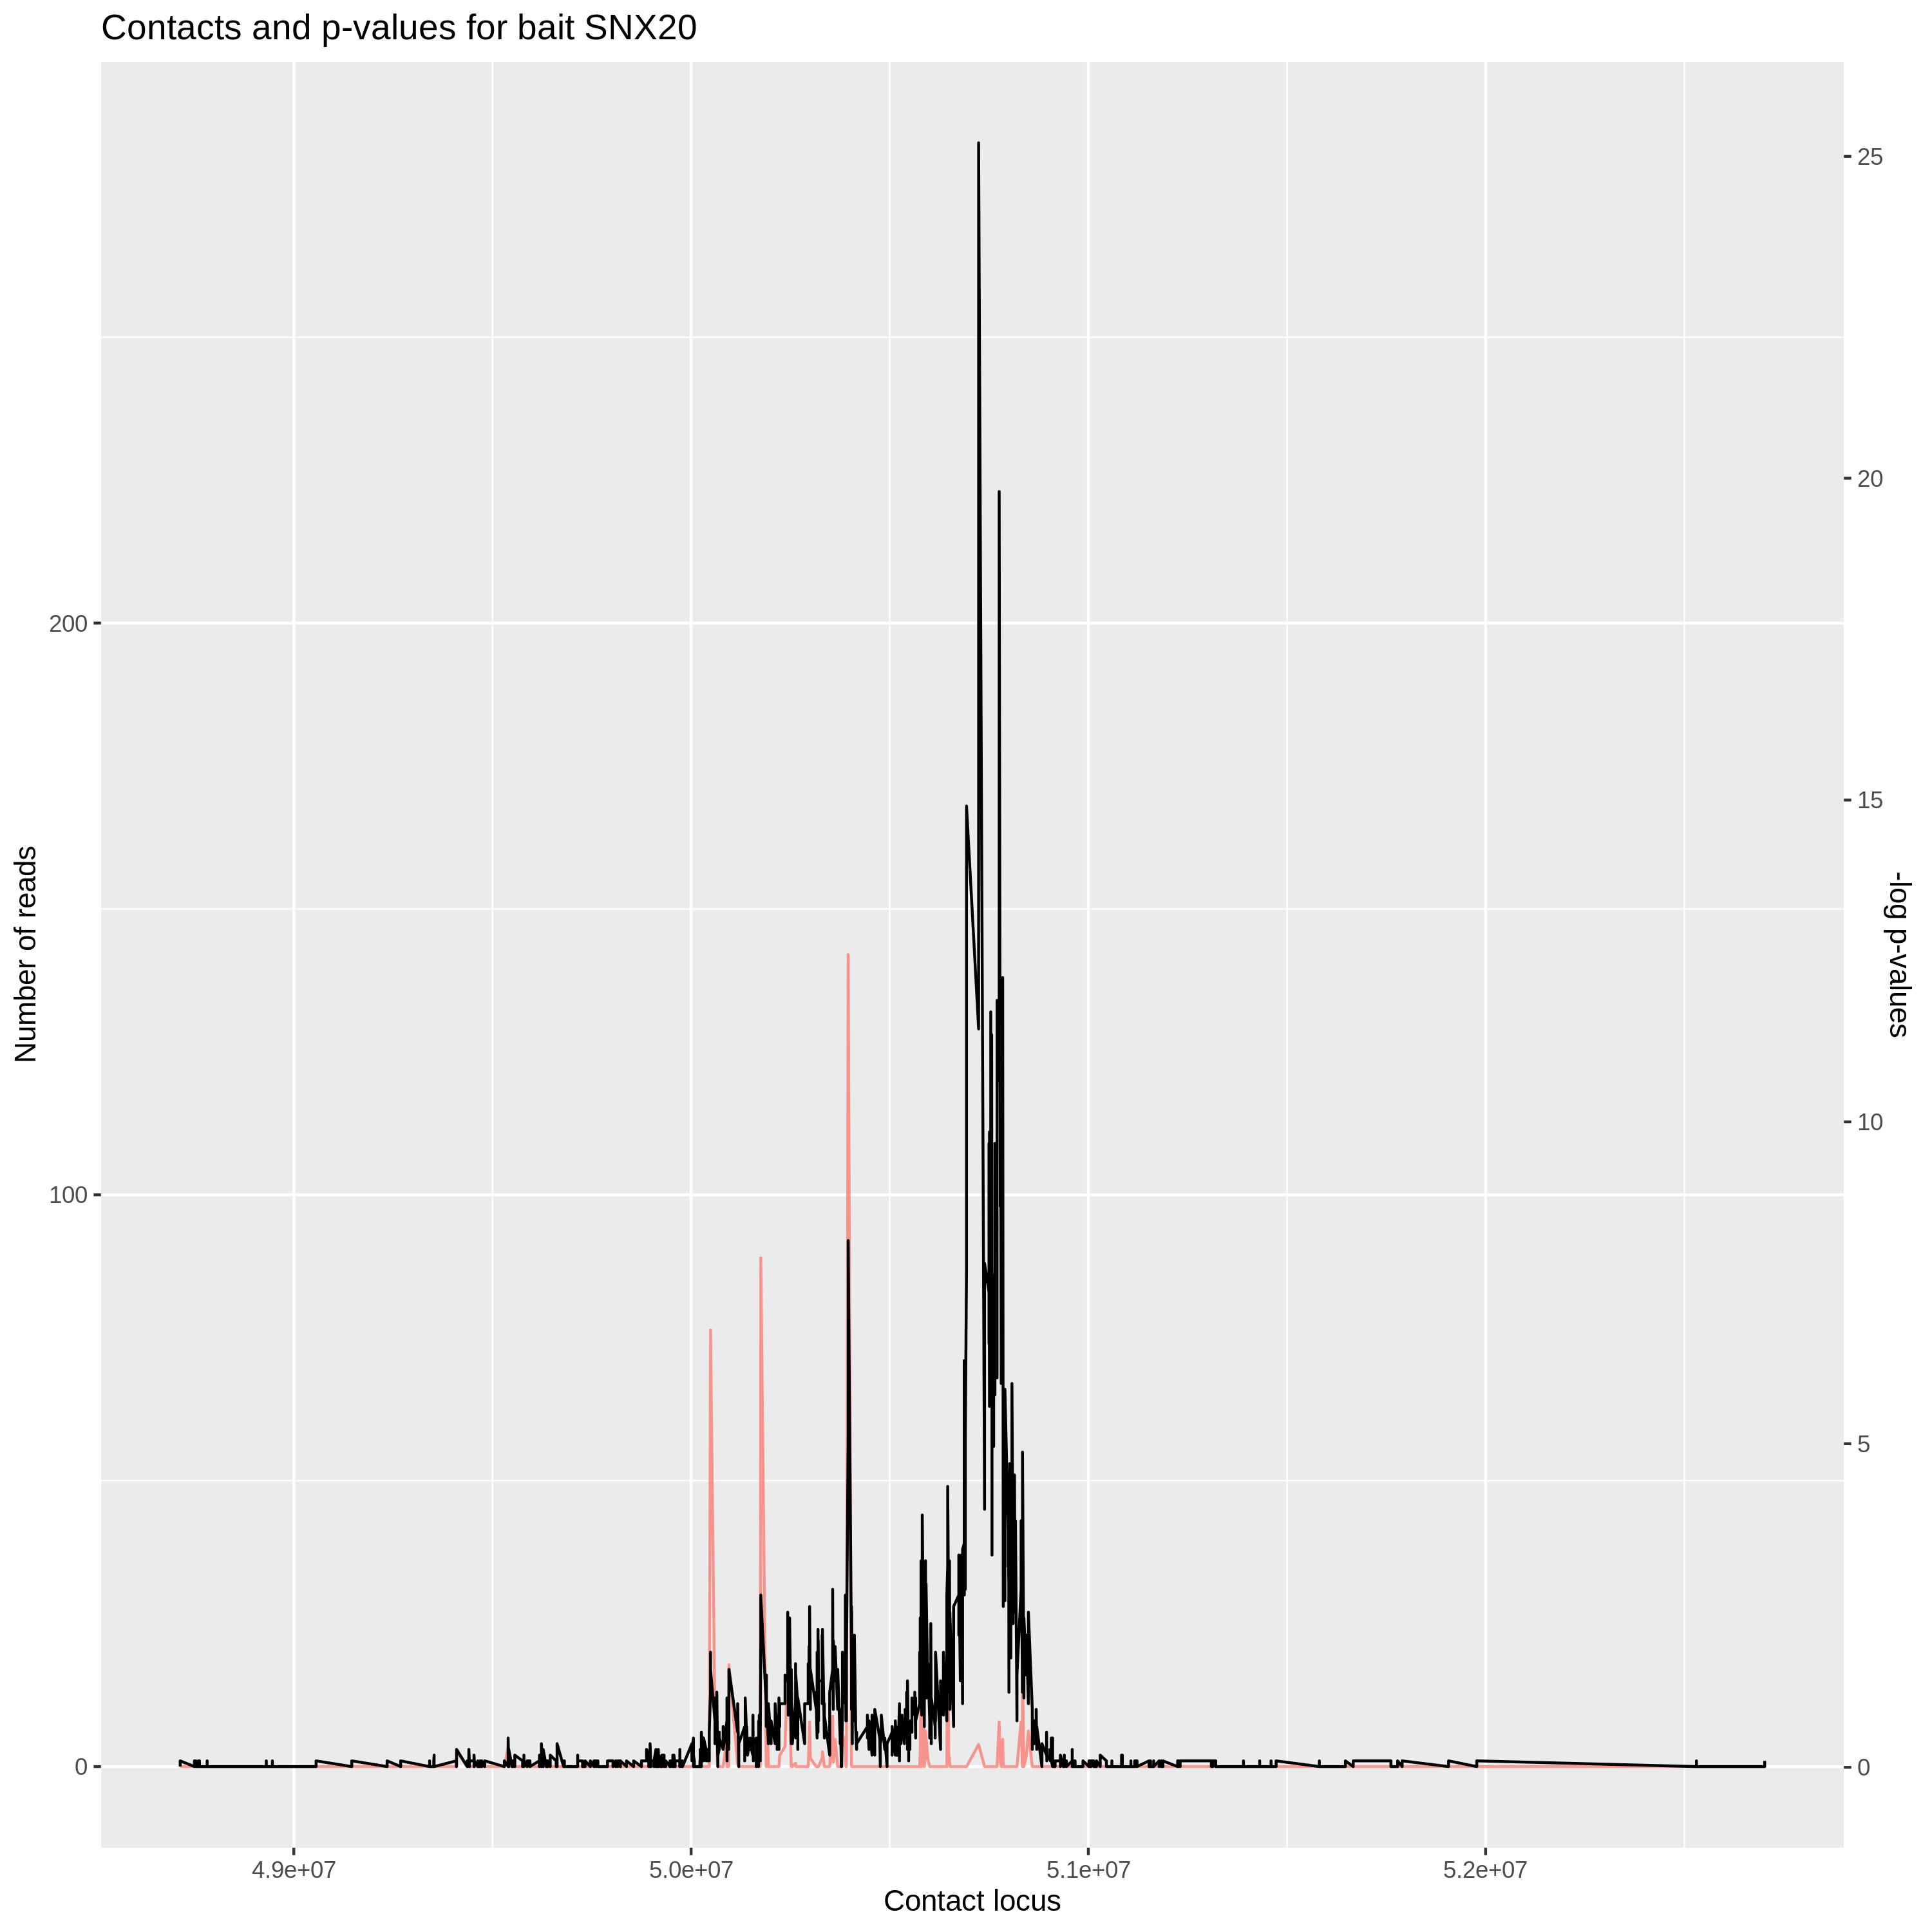 Contacts and p-values for bait SNX20
Number of reads
200
100
0
25
20
15
10
5
0
-log p-values
4.9e+07
5.0e+07
5.1e+07
5.2e+07
Contact locus